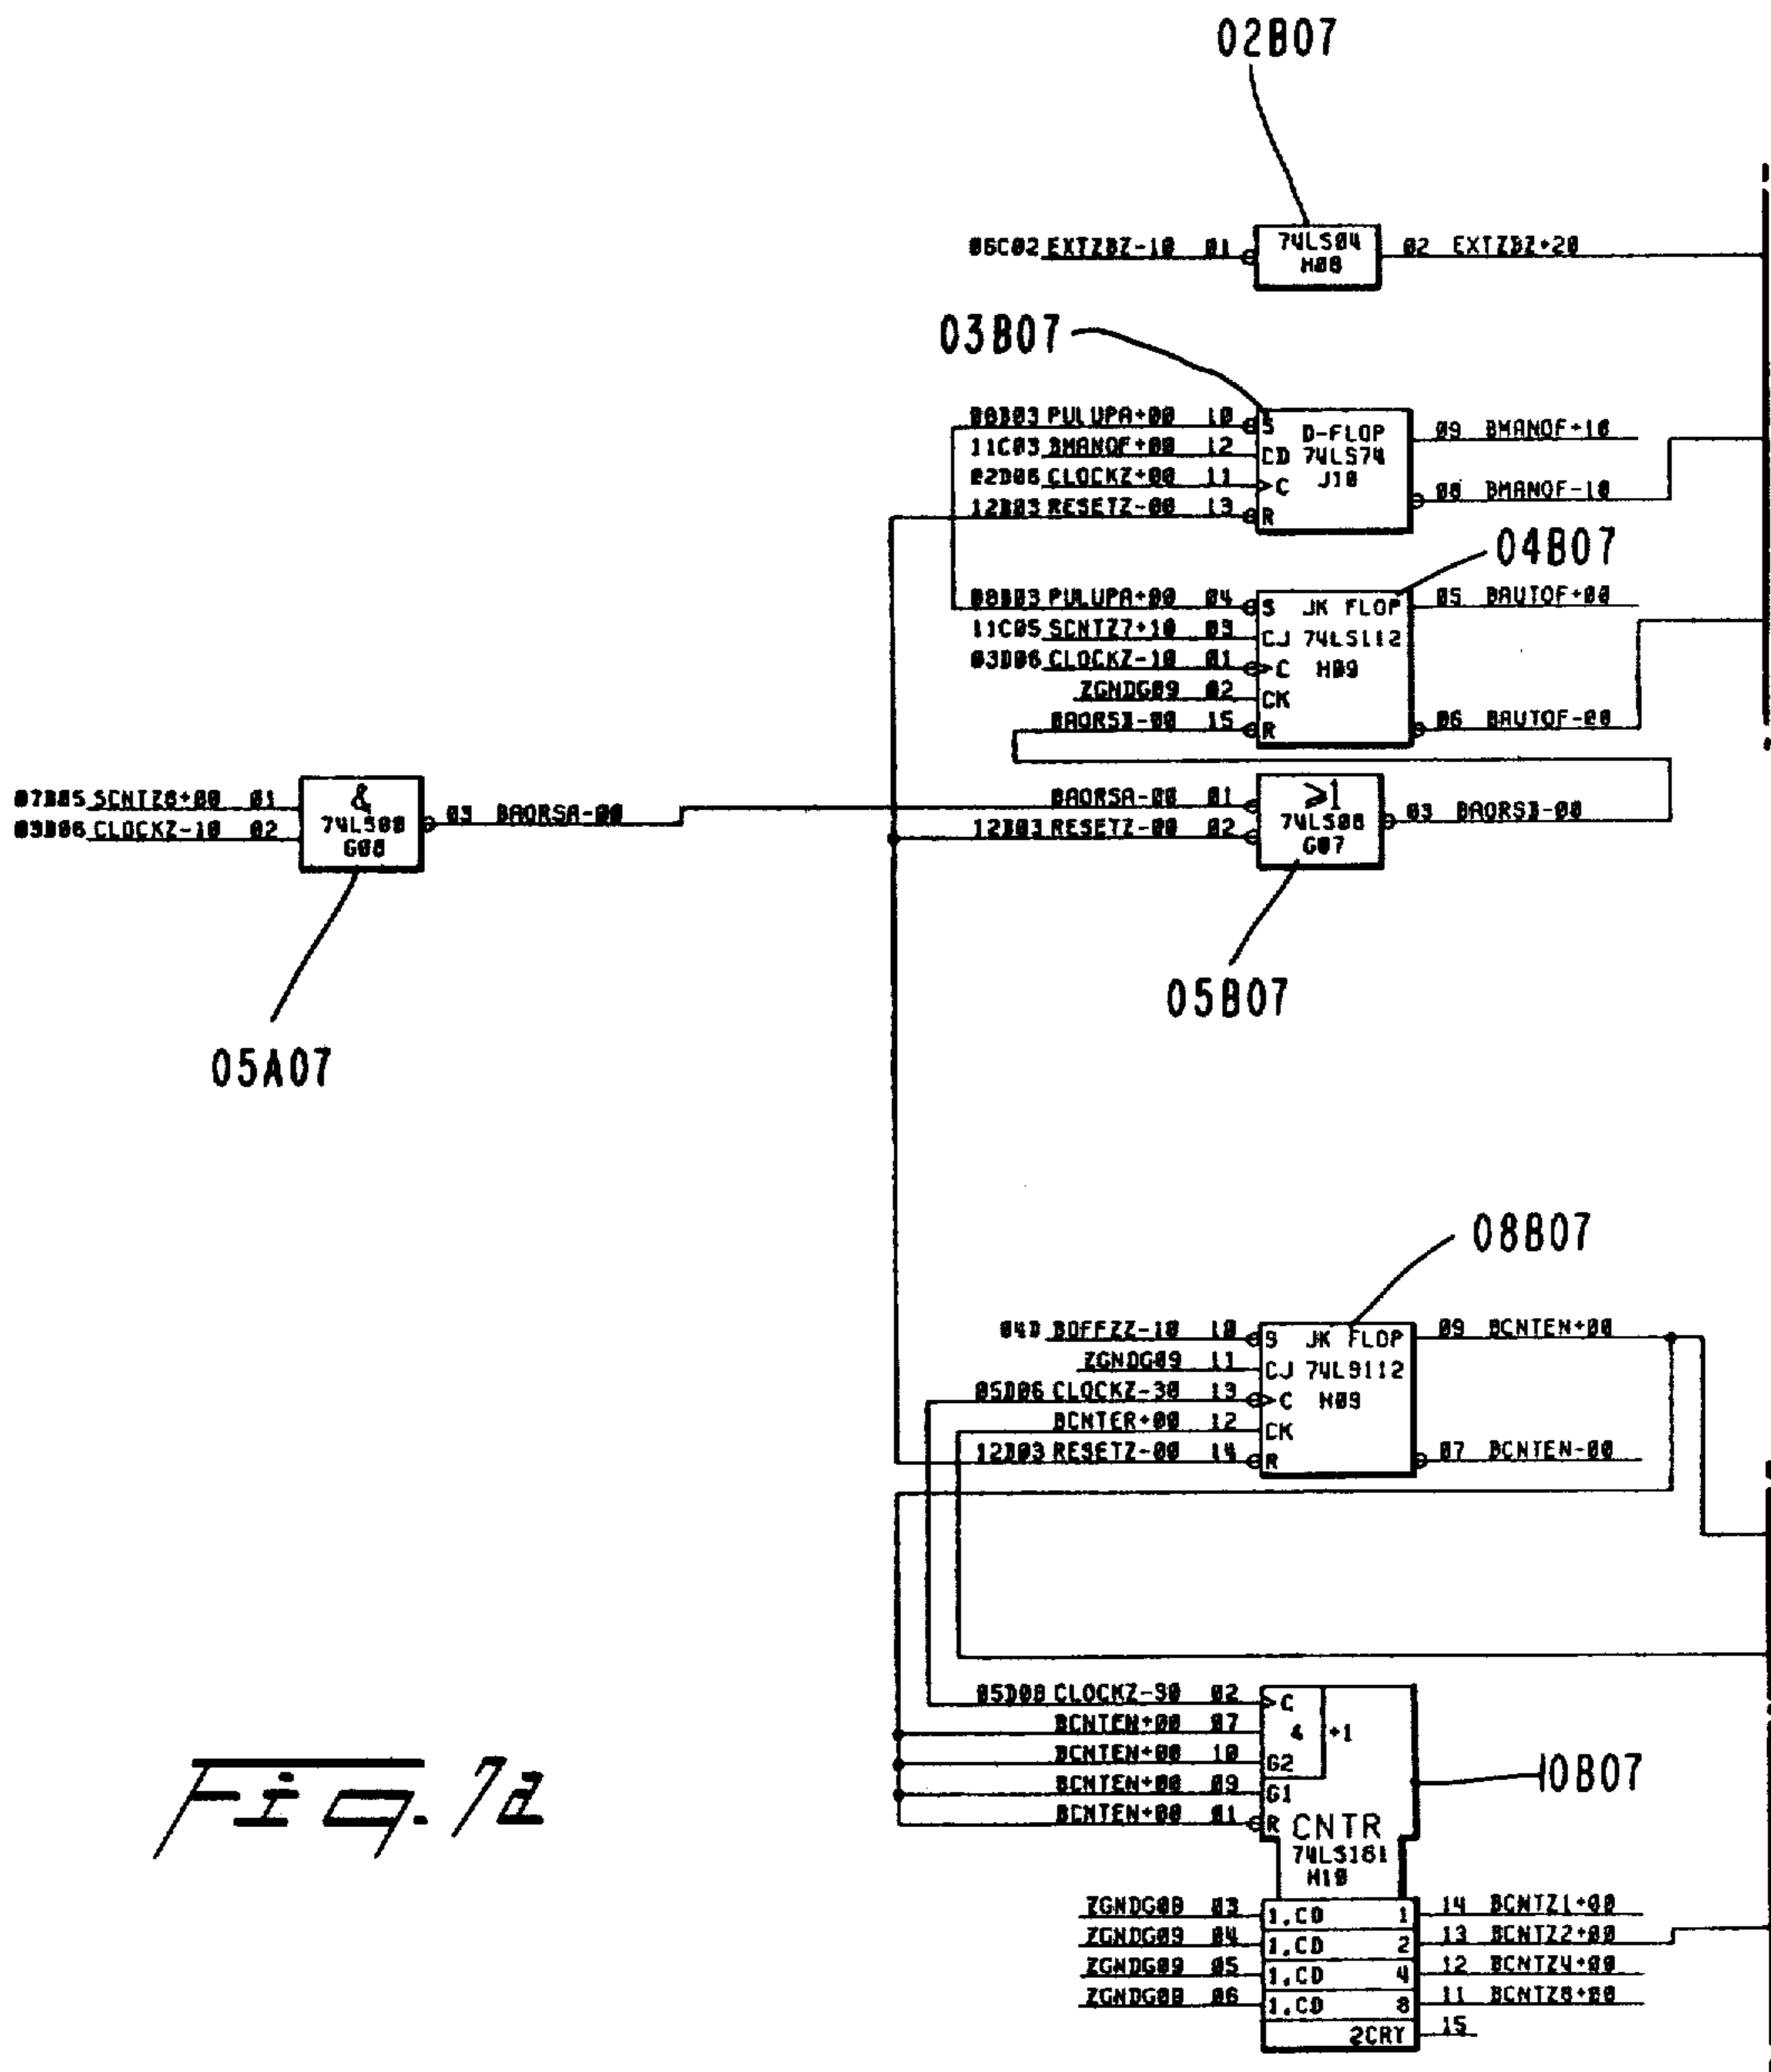 02B07
06C02 EXTZBZ-10 01 74LS04 02 EXTZBZ+20
H08
03B07
08B03 PULUPA+00 10 S D-FLOP 09 BMANOF+10
11C03 BMANOF+00 12 CD 74LS74
02D06 CLOCKZ+00 11 C J10 08 BMANOF-10
12B03 RESETZ-00 13 R
04B07
08B03 PULUPA+00 04 S JK FLOP 05 BAUTOF+00
11C05 SCNTZ7+10 03 CJ 74LS112
03D06 CLOCKZ-10 01 C H09
ZGNDG09 02 CK
BAORSB-00 15 R 06 BAUTOF-00
07B05 SCNTZ8+00 01 & 03 BAORSA-00
03D06 CLOCKZ-10 02 74LS00
G08
BAORSA-00 01 ≥1
12B03 RESETZ-00 02 74LS08 03 BAORSB-00
G07
05B07
05A07
08B07
04D BOFFZZ-10 10 S JK FLOP 09 BCNTEN+00
ZGNDG09 11 CJ 74LS112
05D06 CLOCKZ-30 13 C H09
BCNTER+00 12 CK
12B03 RESETZ-00 14 R 07 BCNTEN-00
CLOCKZ-30 02 C
BCNTEN+00 07 & +1
BCNTEN+00 10 G2
10B07
BCNTEN+00 09 G1
BCNTEN+00 01 R CNTR
74LS161
H10
03 1,CD 1 14 BCNTZ1+00
ZGNDG09 04 1,CD 2 13 BCNTZ2+00
ZGNDG09 05 1,CD 4 12 BCNTZ4+00
06 1,CD 8 11 BCNTZ8+00
2CRY 15
Fig. 7a